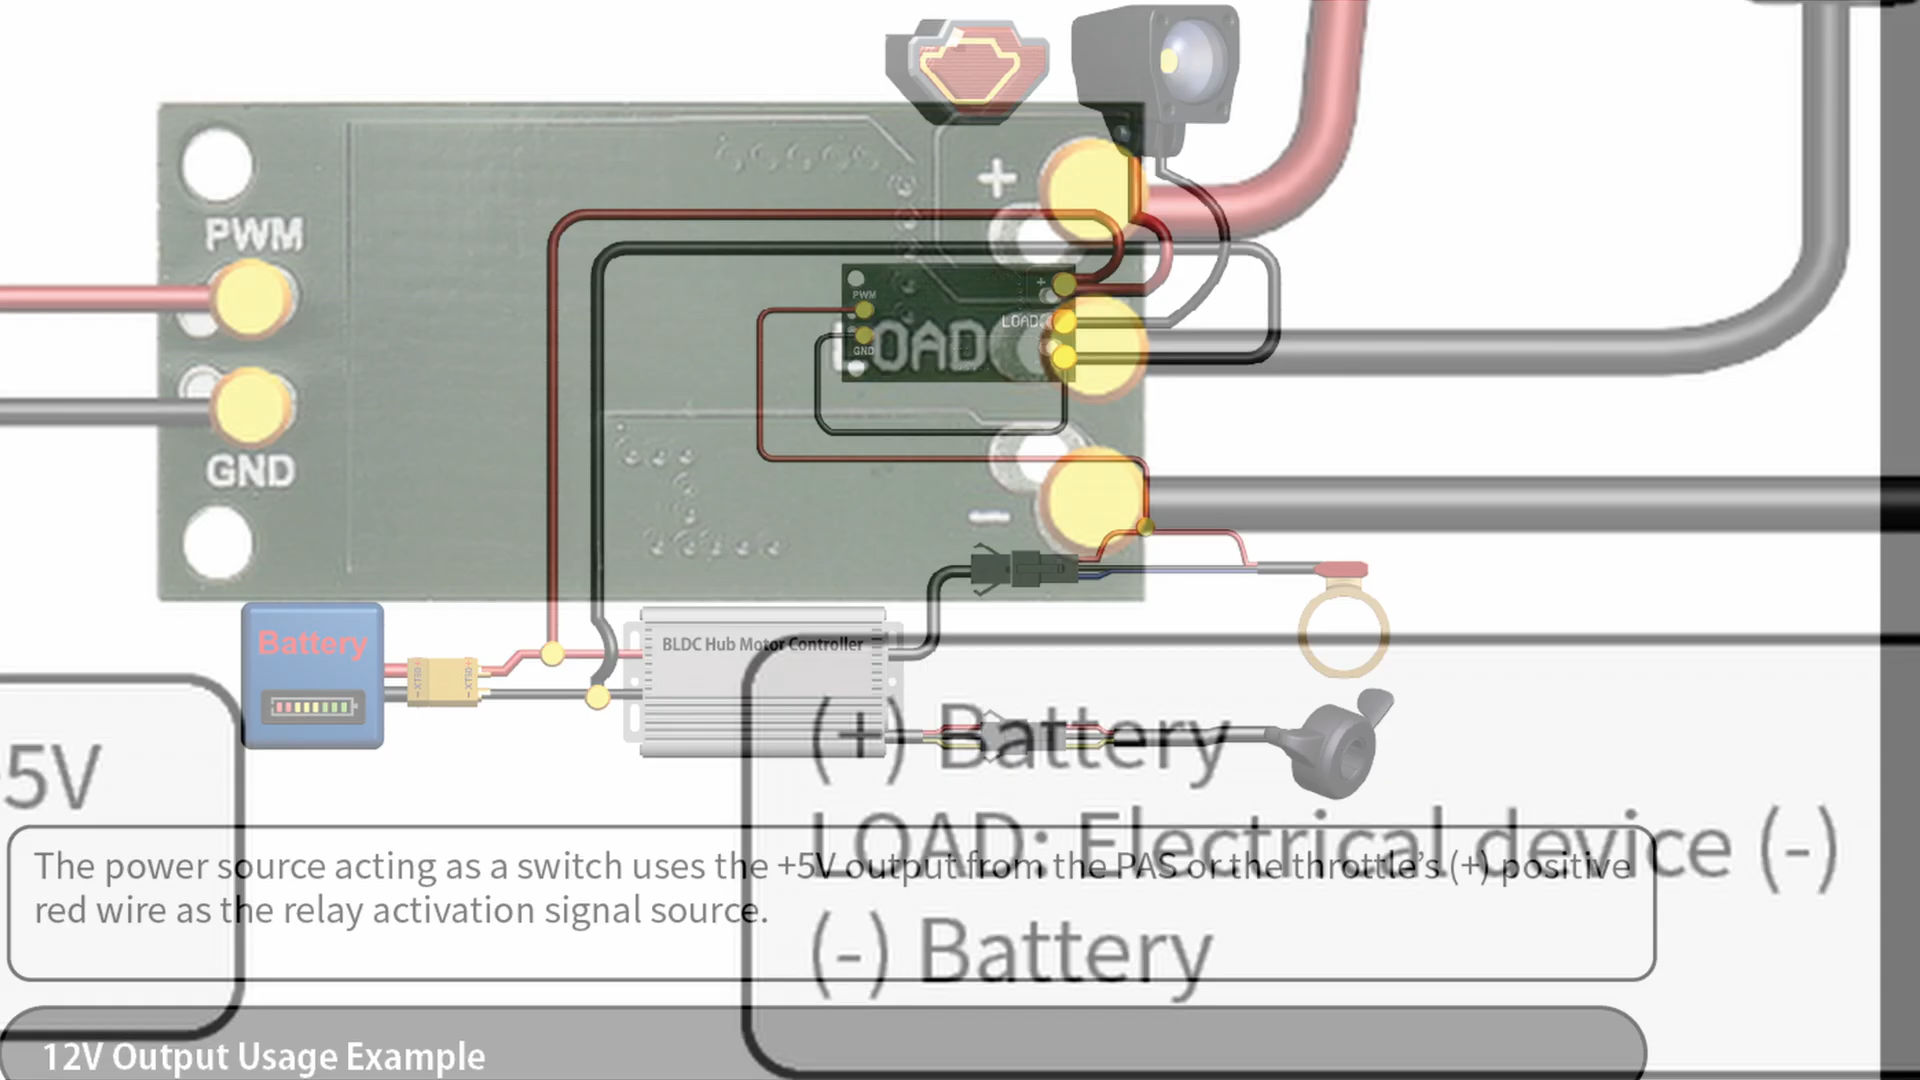 +
PWM
+
PWM
LOAD
LOAD
GND
GND
-
Battery
XT60+
XT60+
BLDC Hub Motor Controller
(+) Battery
5V
LOAD: Electrical device (-)
The power source acting as a switch uses the +5V output from the PAS or the throttle’s (+) positive
red wire as the relay activation signal source.
(-) Battery
12V Output Usage Example